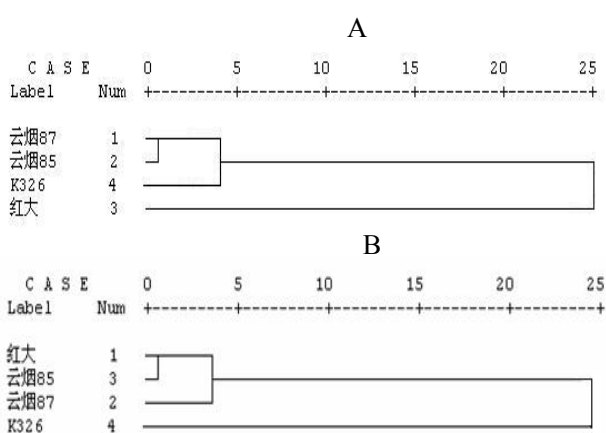 A
C A S E 0 5 10 15 20 25
Label Num +---------+---------+---------+---------+---------+
云烟87 1
云烟85 2
K326 4
红大 3
B
C A S E 0 5 10 15 20 25
Label Num +---------+---------+---------+---------+---------+
红大 1
云烟85 3
云烟87 2
K326 4